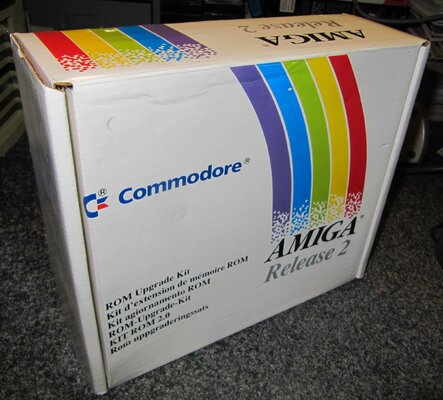 AMIGA
Release 2
Commodore®
AMIGA®
Release 2
ROM Upgrade Kit
Kit d'extension de mémoire ROM
Kit agiornamento ROM
ROM-Upgrade-Kit
KIT ROM 2.0
Rom uppgraderingssats